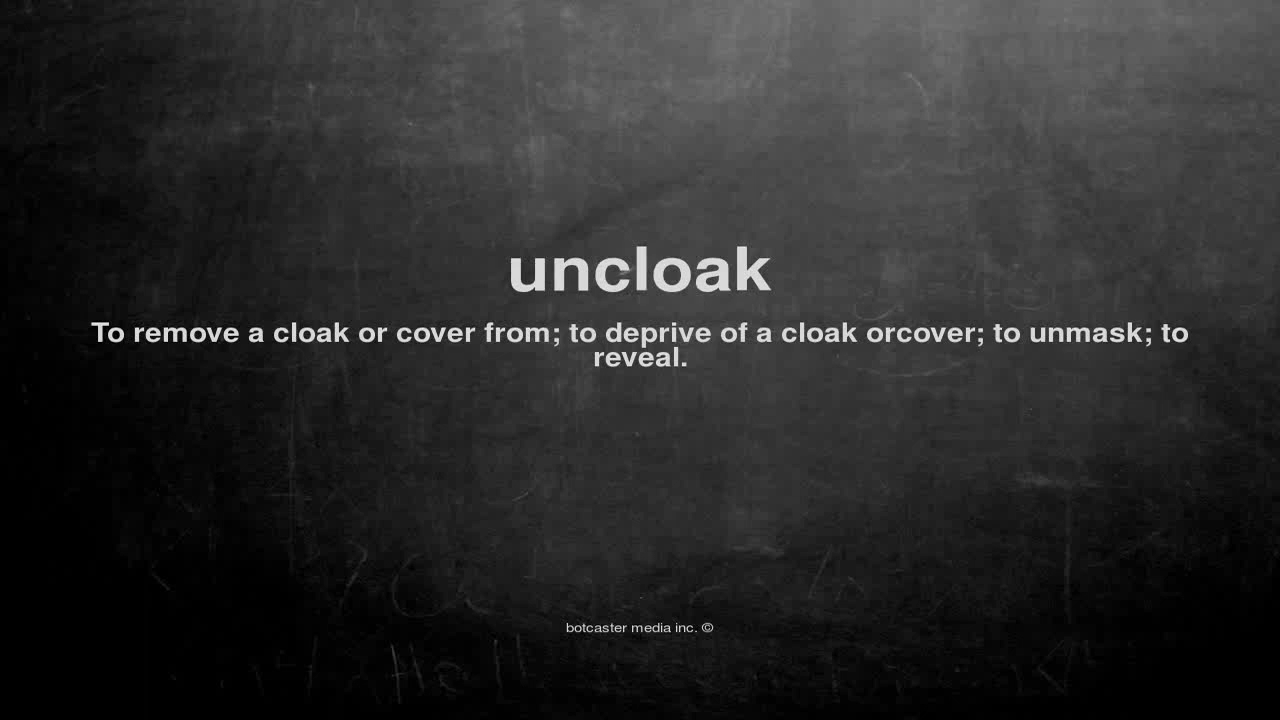 uncloak
To remove a cloak or cover from; to deprive of a cloak orcover; to unmask; to
reveal.
botcaster media inc. ©